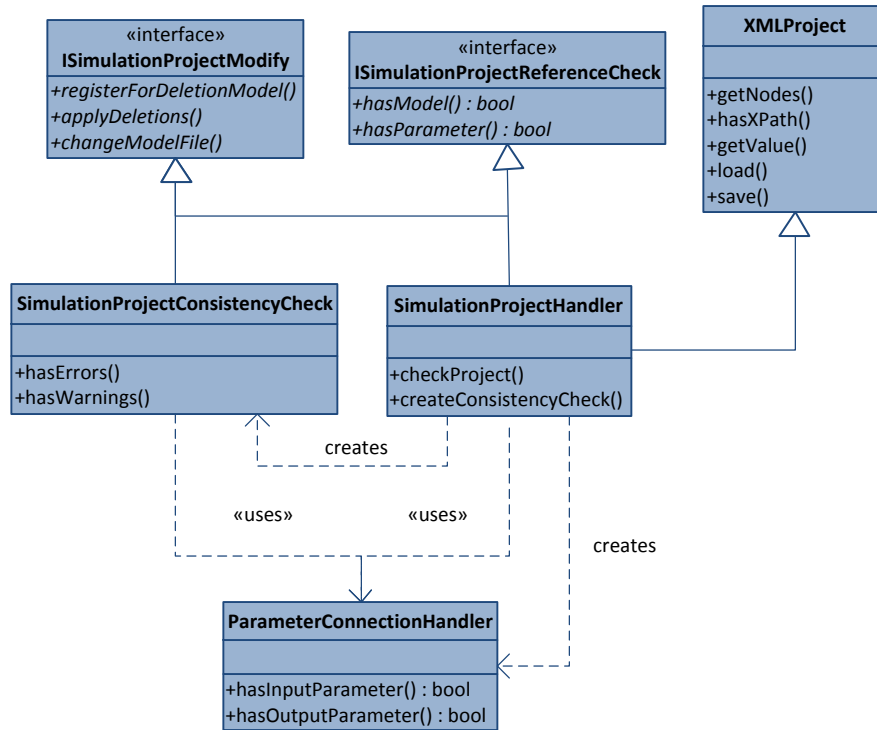 «interface»
ISimulationProjectModify
+registerForDeletionModel()
+applyDeletions()
+changeModelFile()
«interface»
ISimulationProjectReferenceCheck
+hasModel() : bool
+hasParameter() : bool
XMLProject
+getNodes()
+hasXPath()
+getValue()
+load()
+save()
SimulationProjectConsistencyCheck
+hasErrors()
+hasWarnings()
SimulationProjectHandler
+checkProject()
+createConsistencyCheck()
creates
«uses»
«uses»
creates
ParameterConnectionHandler
+hasInputParameter() : bool
+hasOutputParameter() : bool